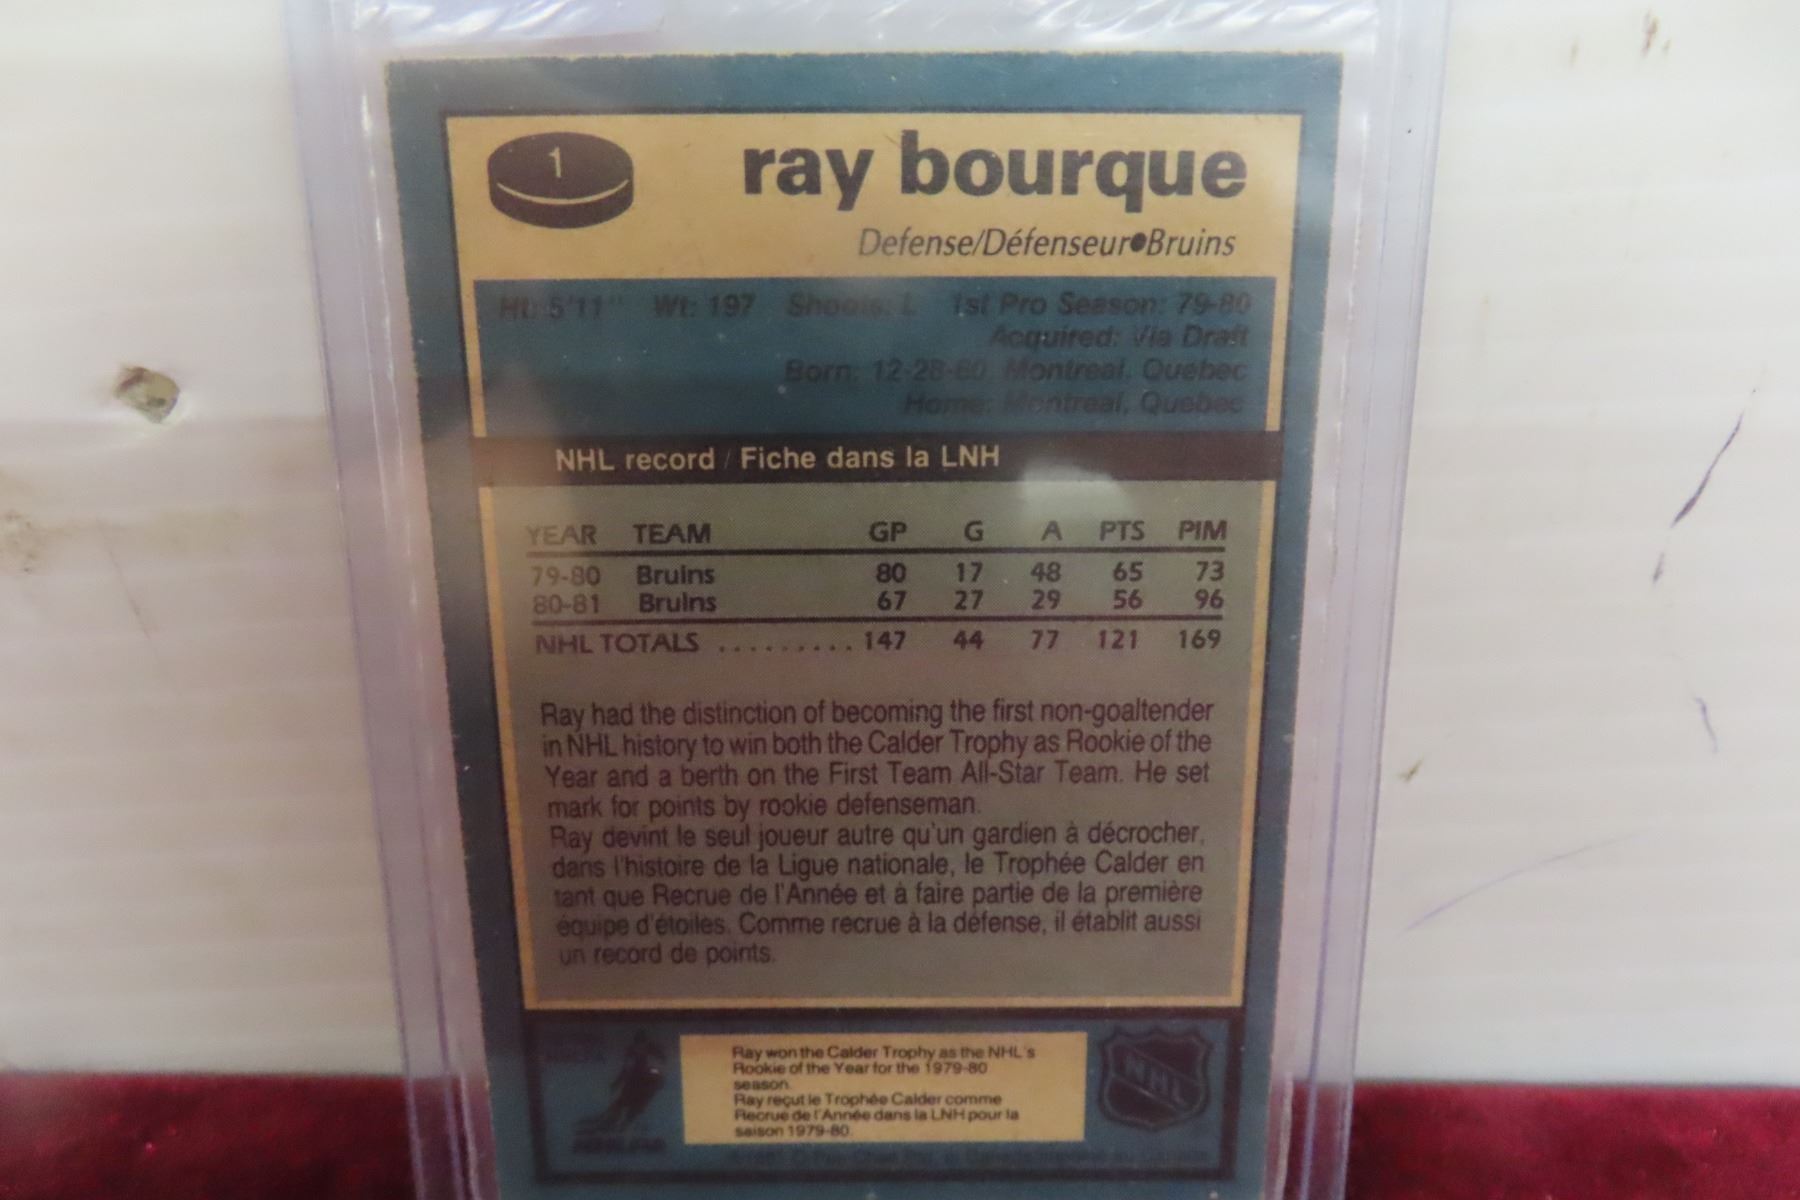 1
ray bourque
Defense/Défenseur●Bruins
Ht: 5'11" Wt: 197 Shoots: L 1st Pro Season: 79-80
Acquired: Via Draft
Born: 12-28-60 Montreal, Quebec
Home: Montreal, Quebec
NHL record / Fiche dans la LNH
YEAR TEAM GP G A PTS PIM
79-80 Bruins 80 17 48 65 73
80-81 Bruins 67 27 29 56 96
NHL TOTALS ......... 147 44 77 121 169
Ray had the distinction of becoming the first non-goaltender
in NHL history to win both the Calder Trophy as Rookie of the
Year and a berth on the First Team All-Star Team. He set
mark for points by rookie defenseman.
Ray devint le seul joueur autre qu'un gardien à décrocher,
dans l'histoire de la Ligue nationale, le Trophée Calder en
tant que Recrue de l'Année et à faire partie de la première
équipe d'étoiles. Comme recrue à la défense, il établit aussi
un record de points.
Ray won the Calder Trophy as the NHL's
Rookie of the Year for the 1979-80
season.
Ray reçut le Trophée Calder comme
Recrue de l'Année dans la LNH pour la
saison 1979-80.
NHL